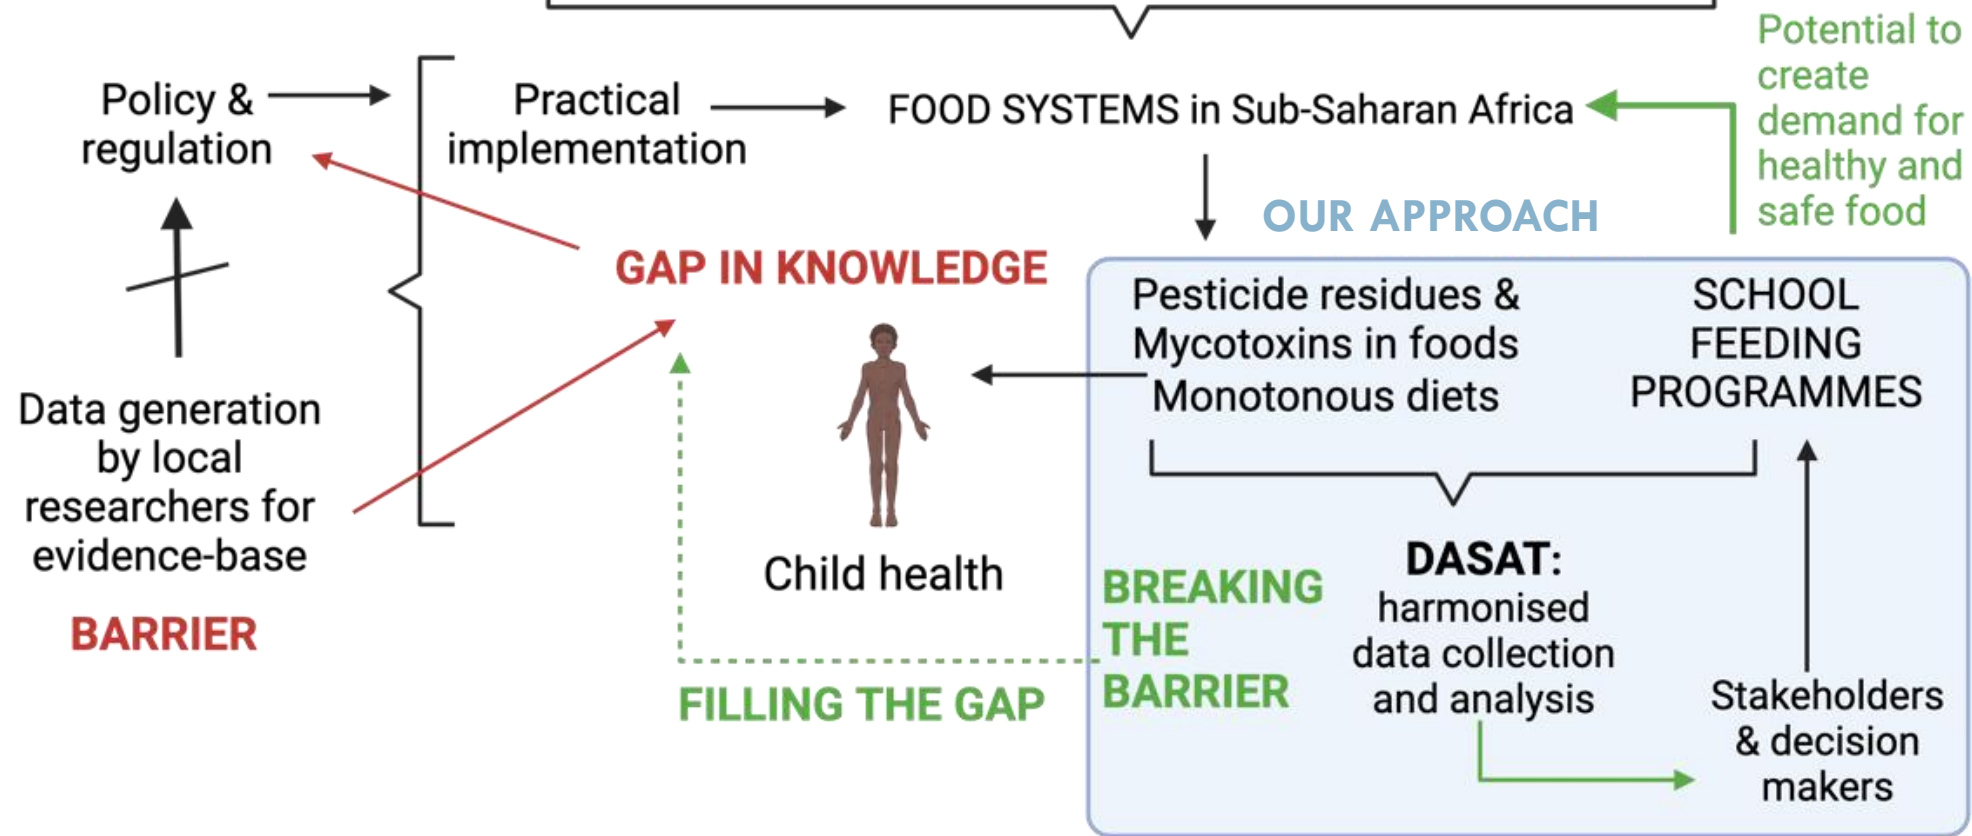 Policy &
regulation
Practical
implementation
FOOD SYSTEMS in Sub-Saharan Africa
Potential to
create
demand for
healthy and
safe food
OUR APPROACH
GAP IN KNOWLEDGE
Pesticide residues &
Mycotoxins in foods
Monotonous diets
SCHOOL
FEEDING
PROGRAMMES
Data generation
by local
researchers for
evidence-base
BARRIER
Child health
FILLING THE GAP
BREAKING
THE
BARRIER
DASAT:
harmonised
data collection
and analysis
Stakeholders
& decision
makers